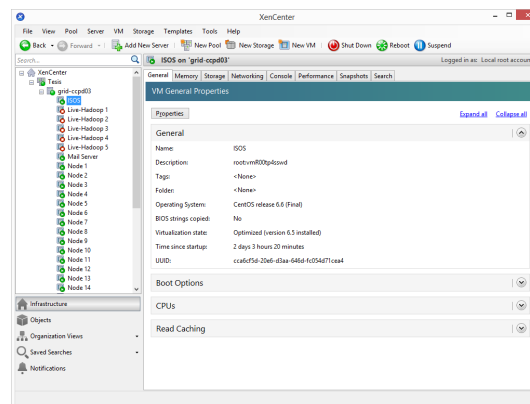 XenCenter
File View Pool Server VM Storage Templates Tools Help
Back Forward Add New Server New Pool New Storage New VM Shut Down Reboot Suspend
Search...
ISOS on 'grid-ccpd03'
Logged in as: Local root account
XenCenter
Tesis
grid-ccpd03
ISOS
Live-Hadoop 1
Live-Hadoop 2
Live-Hadoop 3
Live-Hadoop 4
Live-Hadoop 5
Mail Server
Node 1
Node 2
Node 3
Node 4
Node 5
Node 6
Node 7
Node 8
Node 9
Node 10
Node 11
Node 12
Node 13
Node 14
Infrastructure
Objects
Organization Views
Saved Searches
Notifications
General Memory Storage Networking Console Performance Snapshots Search
VM General Properties
Properties
Expand all Collapse all
General
Name: ISOS
Description: root:vmR00tp4sswd
Tags: <None>
Folder: <None>
Operating System: CentOS release 6.6 (Final)
BIOS strings copied: No
Virtualization state: Optimized (version 6.5 installed)
Time since startup: 2 days 3 hours 20 minutes
UUID: cca6cf5d-20e6-d3aa-646d-fc054d71cea4
Boot Options
CPUs
Read Caching